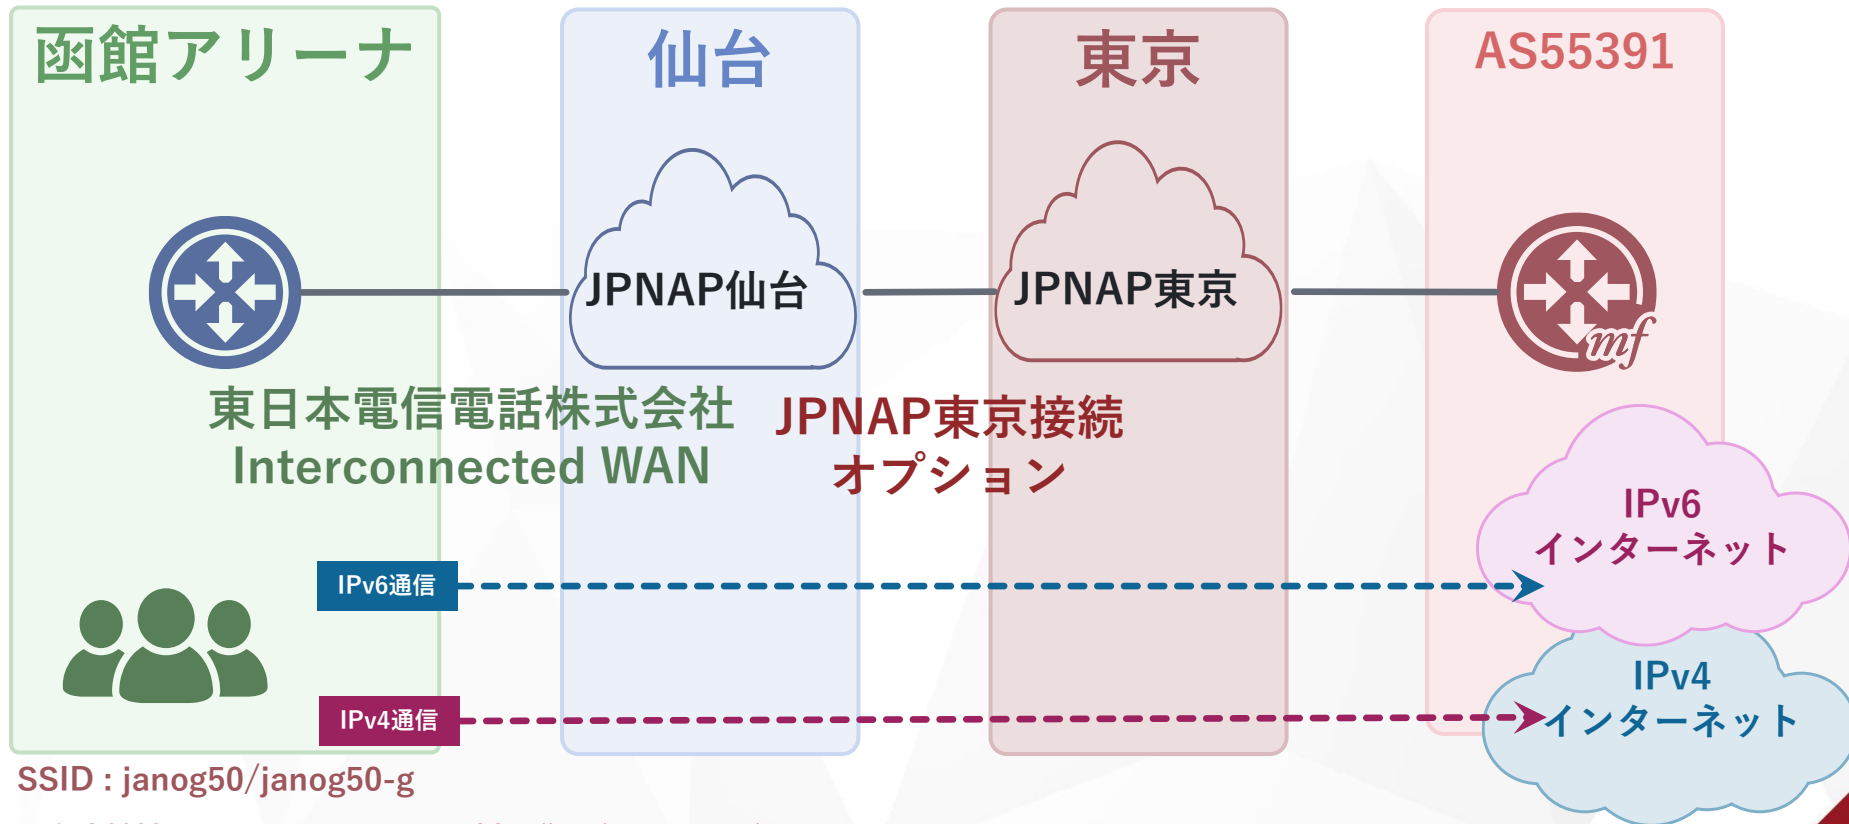 函館アリーナ
仙台
東京
AS55391
JPNAP仙台
JPNAP東京
mf
東日本電信電話株式会社
Interconnected WAN
JPNAP東京接続
オプション
IPv6
インターネット
IPv6通信
IPv4
インターネット
IPv4通信
SSID : janog50/janog50-g